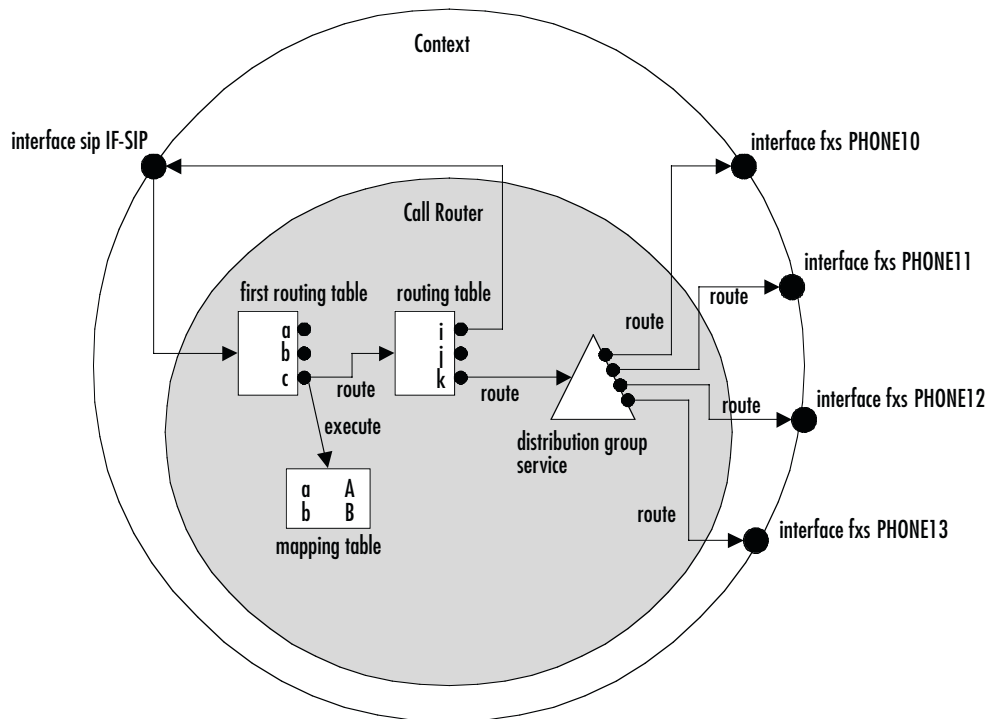 Context
interface sip IF-SIP
interface fxs PHONE10
Call Router
interface fxs PHONE11
first routing table
routing table
route
route
a
b
c
i
j
k
route
route
route
interface fxs PHONE12
execute
distribution group
service
a A
b B
mapping table
route
interface fxs PHONE13